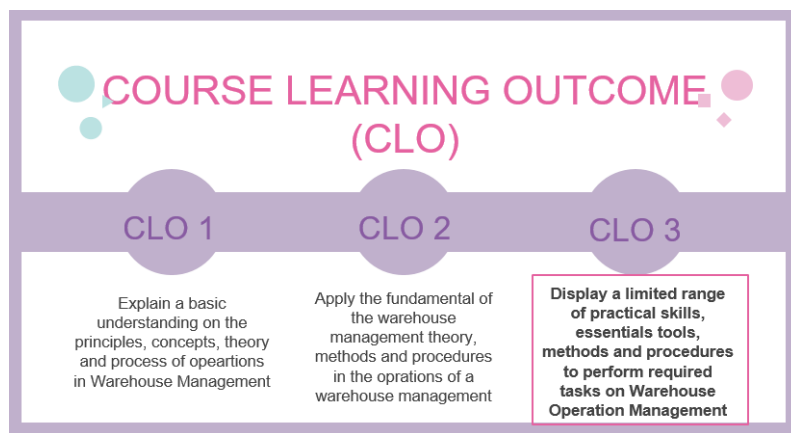 COURSE LEARNING OUTCOME
(CLO)
CLO 1
CLO 2
CLO 3
Explain a basic
understanding on the
principles, concepts, theory
and process of opeartions
in Warehouse Management
Apply the fundamental of
the warehouse
management theory,
methods and procedures
in the oprations of a
warehouse management
Display a limited range
of practical skills,
essentials tools,
methods and procedures
to perform required
tasks on Warehouse
Operation Management